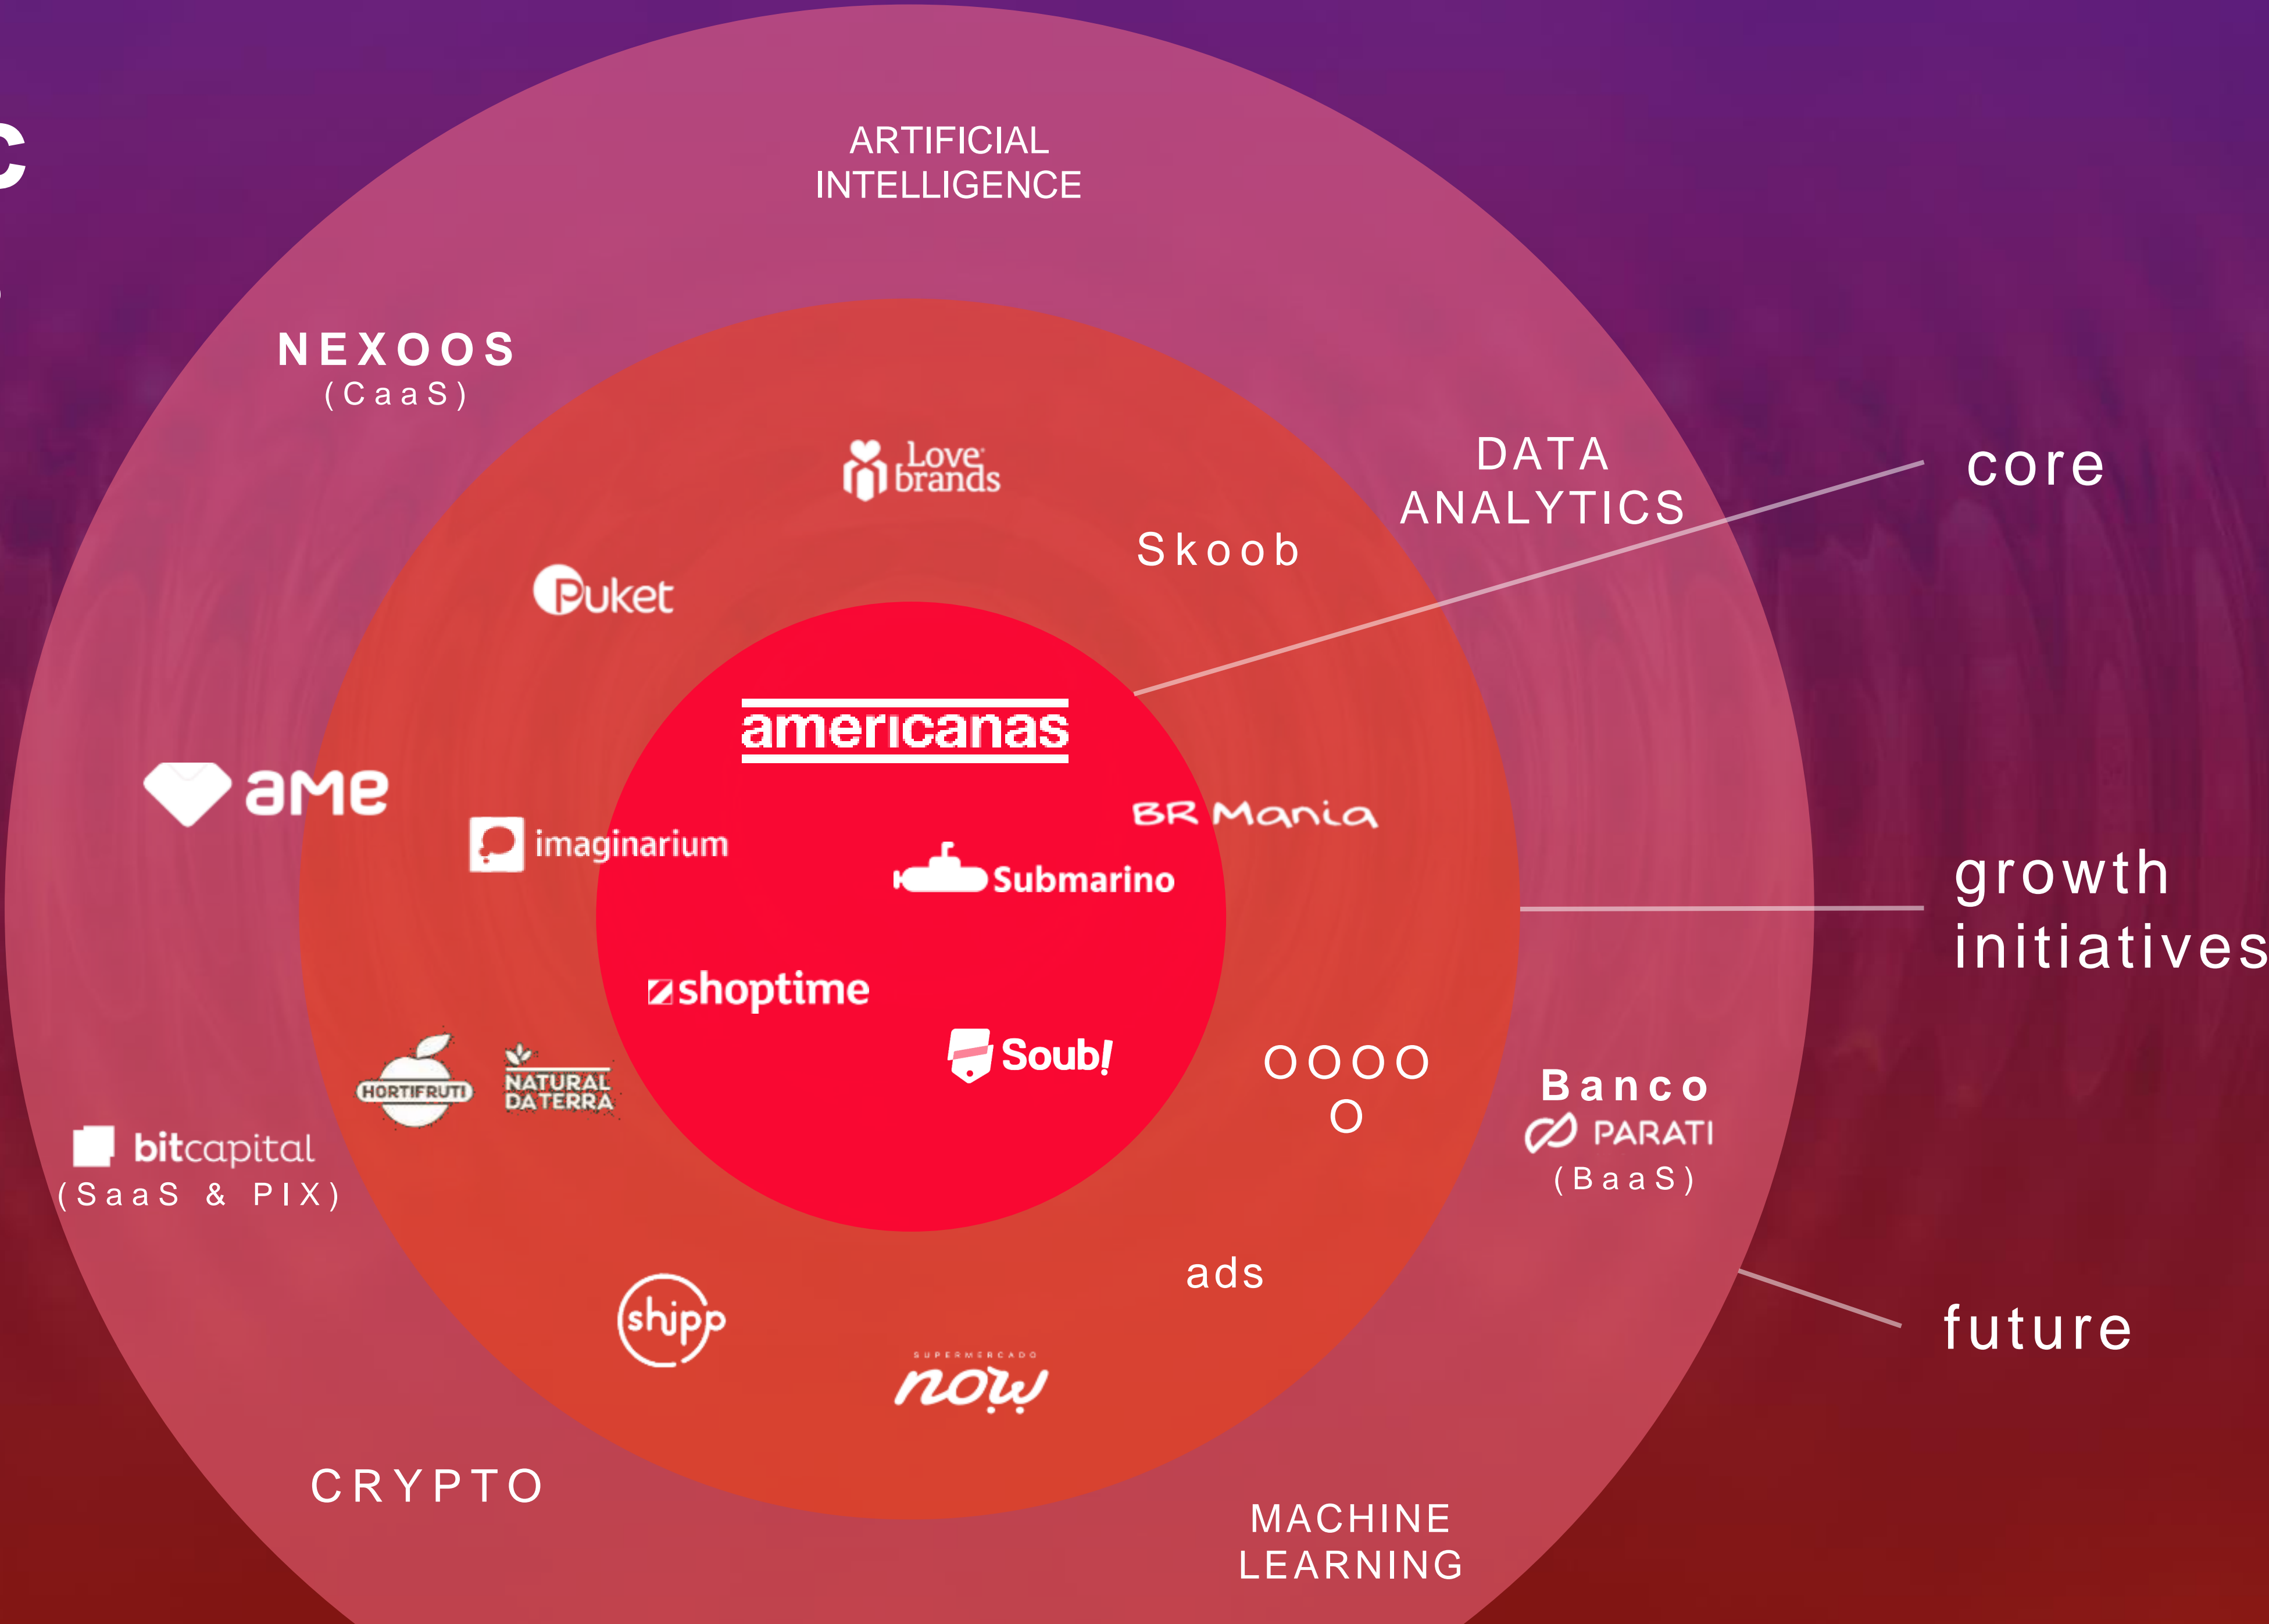 C
ARTIFICIAL
INTELLIGENCE
NEXOOS
(CaaS)
Love
brands
DATA
ANALYTICS
core
Skoob
Puket
americanas
ame
BR Mania
imaginarium
Submarino
growth
initiatives
shoptime
Soub!
HORTIFRUTI
NATURAL
DA TERRA
OOOO
O
Banco
PARATI
(BaaS)
bitcapital
(SaaS & PIX)
ads
shipp
future
SUPERMERCADO
now
CRYPTO
MACHINE
LEARNING